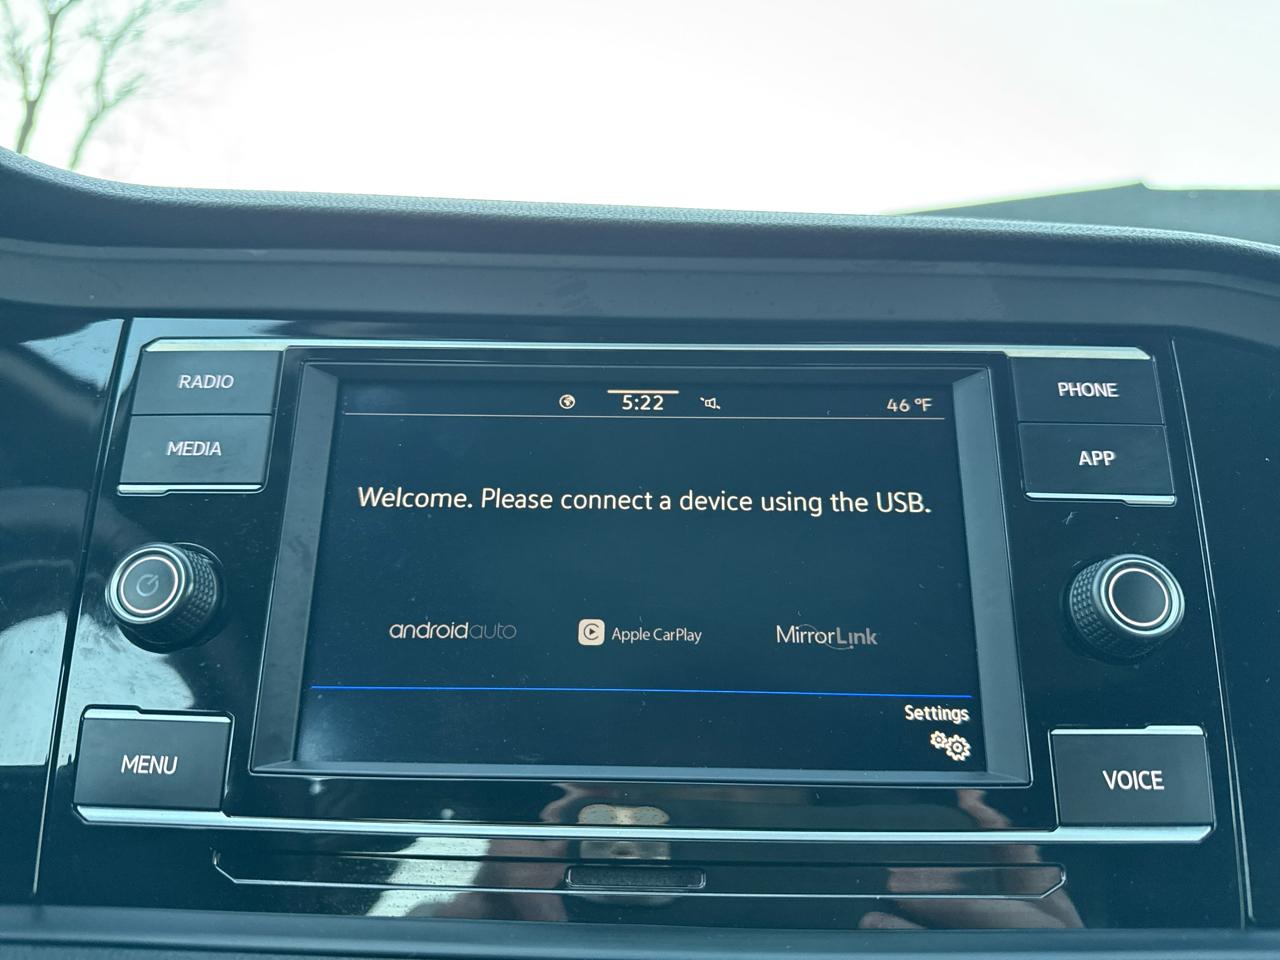 RADIO
MEDIA
MENU
5:22
46 °F
Welcome. Please connect a device using the USB.
androidauto
Apple CarPlay
MirrorLink
Settings
PHONE
APP
VOICE